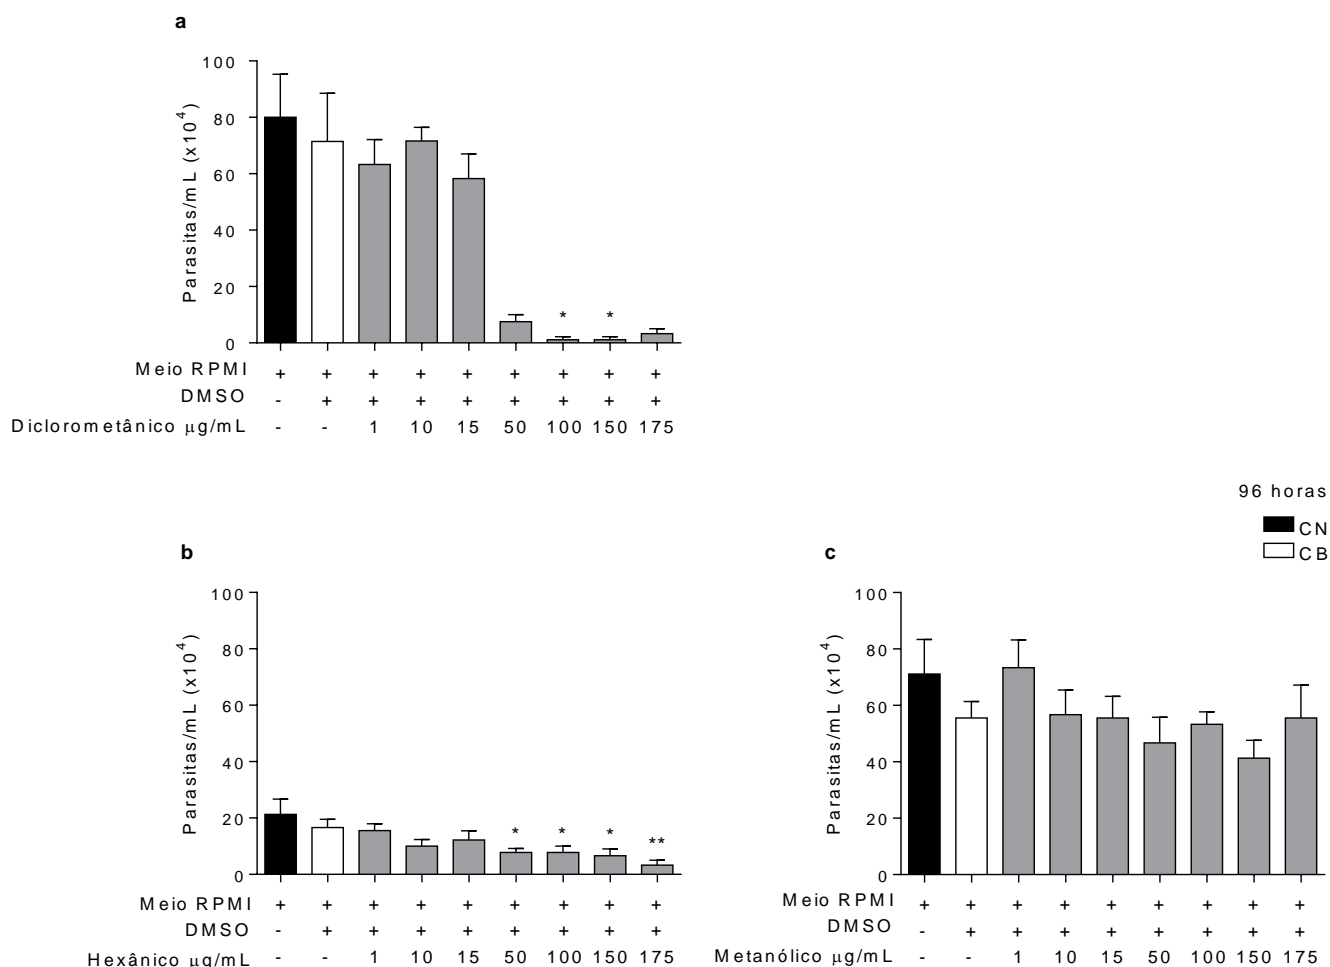 a
100
80
60
40
20
0
Parasitas/mL (x10⁴)
* *
Meio RPMI + + + + + + + + +
DMSO - + + + + + + + +
Diclorometânico µg/mL - - 1 10 15 50 100 150 175
96 horas
CN
CB
b
100
80
60
40
20
0
Parasitas/mL (x10⁴)
* * * **
Meio RPMI + + + + + + + + +
DMSO - + + + + + + + +
Hexânico µg/mL - - 1 10 15 50 100 150 175
c
100
80
60
40
20
0
Parasitas/mL (x10⁴)
Meio RPMI + + + + + + + + +
DMSO - + + + + + + + +
Metanólico µg/mL - - 1 10 15 50 100 150 175